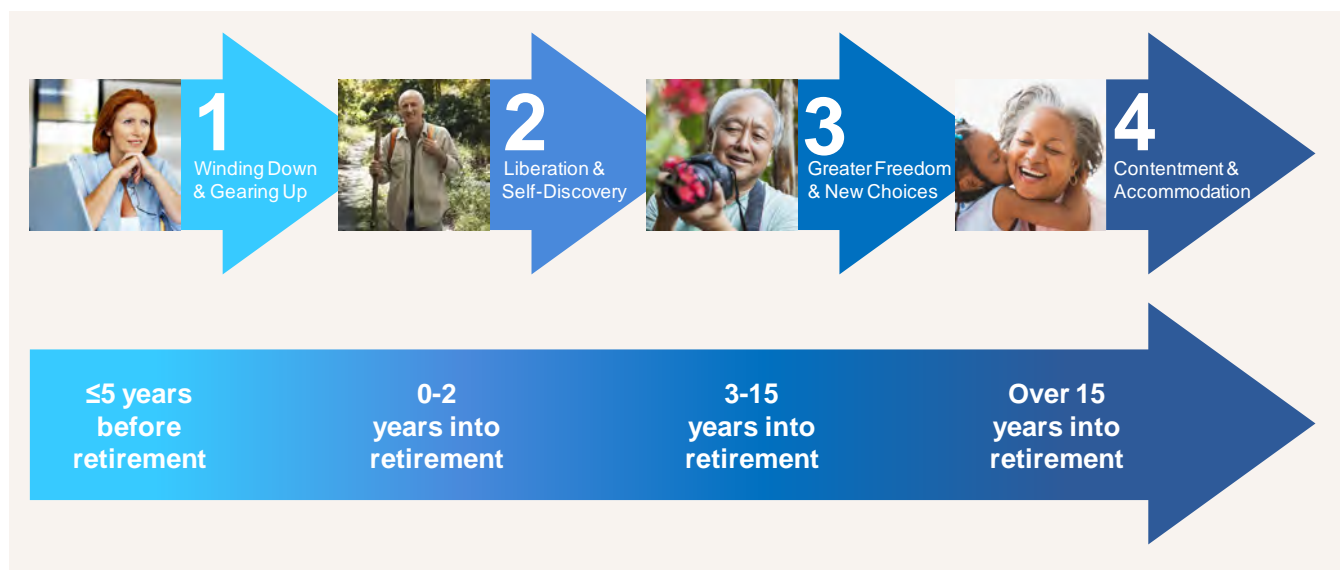 1
Winding Down
& Gearing Up
2
Liberation &
Self-Discovery
3
Greater Freedom
& New Choices
4
Contentment &
Accommodation
≤5 years
before
retirement
0-2
years into
retirement
3-15
years into
retirement
Over 15
years into
retirement